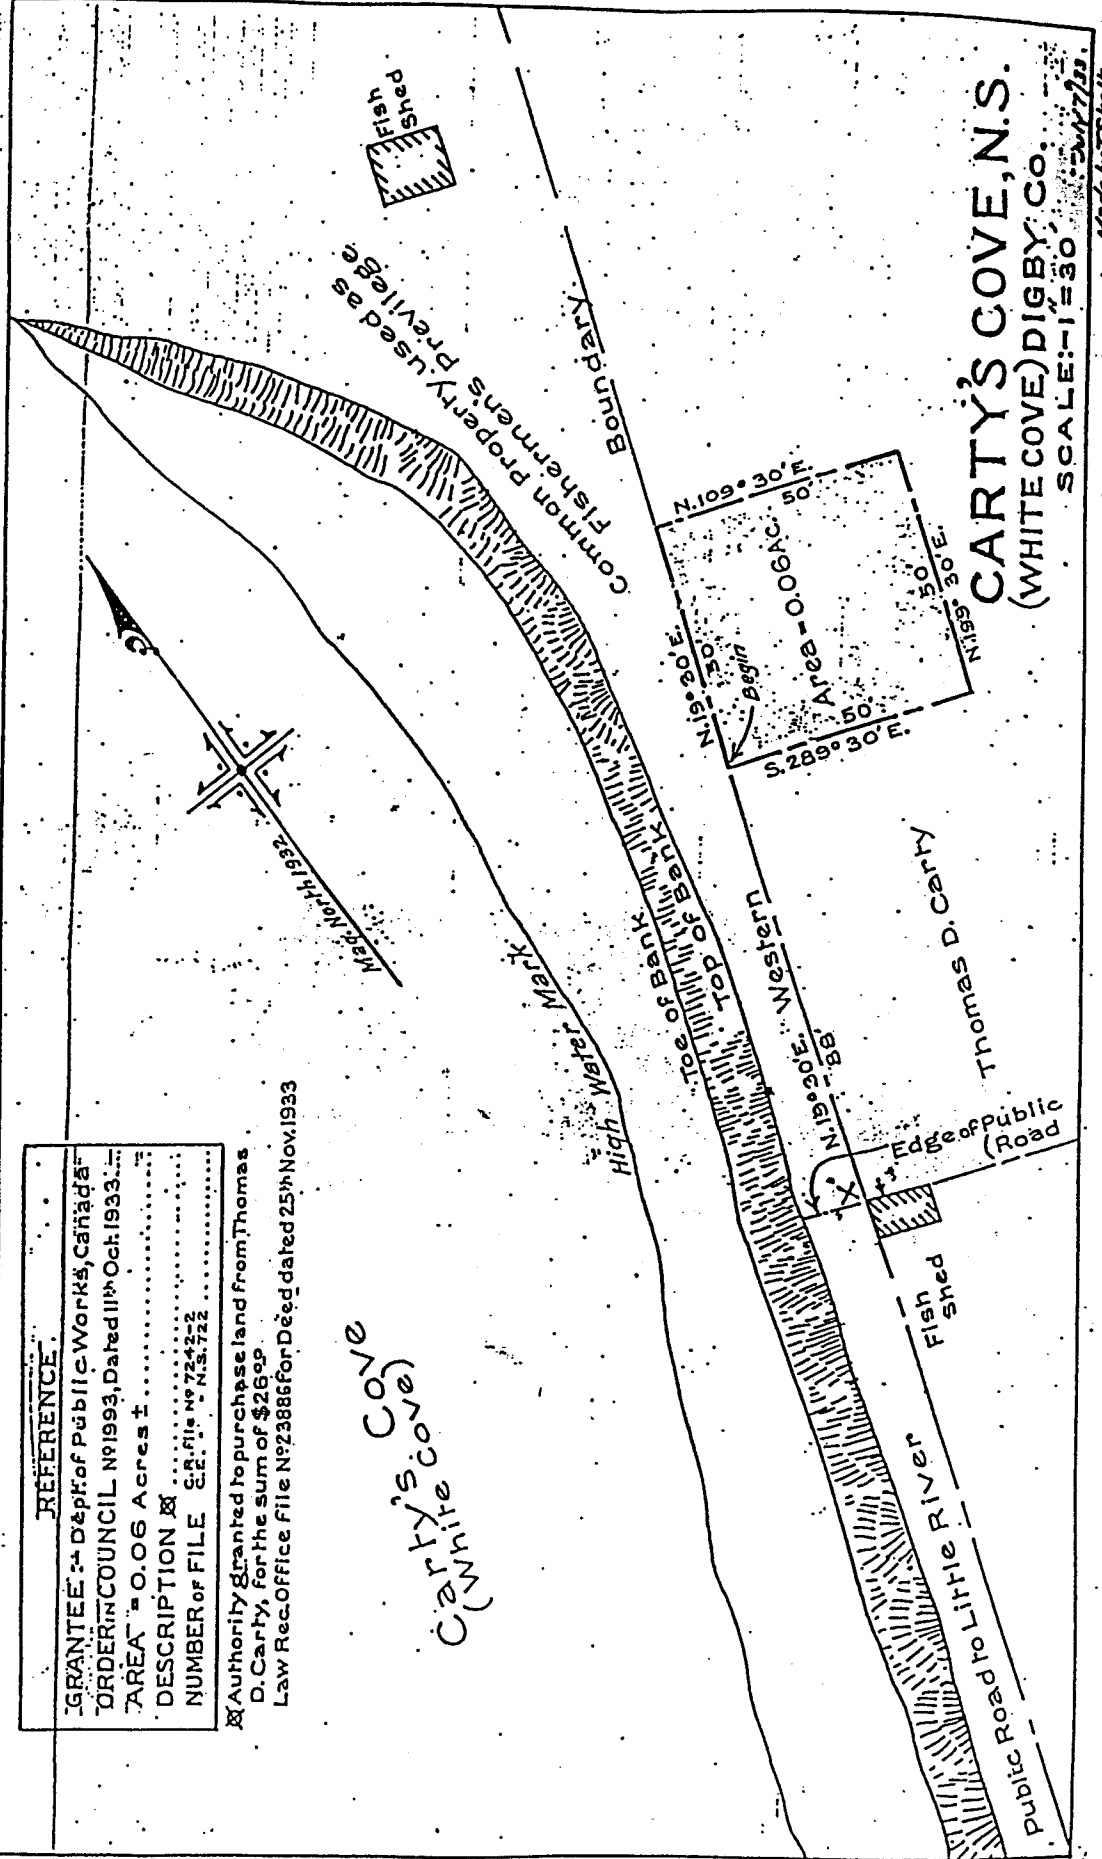 REFERENCE.
GRANTEE :- Dept. of Public Works, Canada
ORDER IN COUNCIL Nº 1993, Dated 11th Oct. 1933.
AREA = 0.06 Acres ±
DESCRIPTION ⊗
NUMBER OF FILE C.R. File Nº 7242-2
C.E. " " N.S. 722
⊗ Authority granted to purchase land from Thomas
D. Carty, for the sum of $26.00
Law Rec. Office File Nº 23886 for Deed dated 25th Nov. 1933
Mag. North 1932
Carty's Cove
(White Cove)
High Water Mark
Toe of Bank
Top of Bank
Fish
Shed
Common Property used as
Fishermens previllege
Western Boundary.
N.19°30'E.
50'
Begin
N.109°30'E.
50'
Area = 0.06 AC.
50'
N.199°30'E.
50'
S.289°30'E.
N.19°30'E.
88'
Thomas D. Carty
Edge of Public
(Road
"X"
Fish
Shed
Public Road to Little River
CARTY'S COVE, N.S.
(WHITE COVE) DIGBY Co.
SCALE:- 1" = 30'